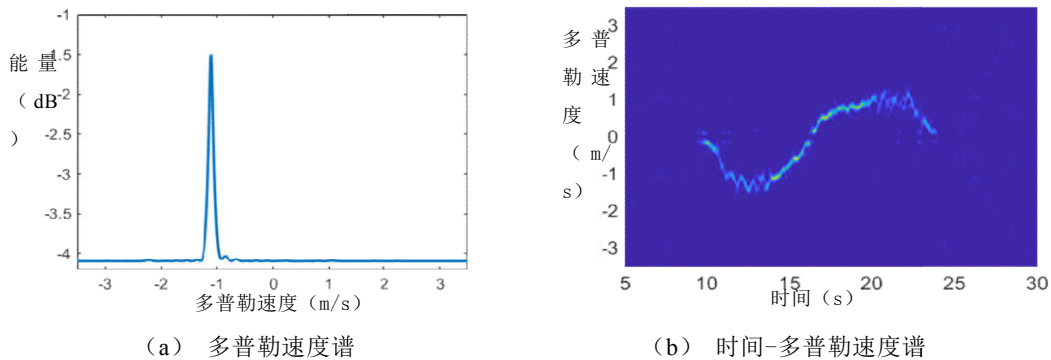 能 量
（ dB
）
-1
-1.5
-2
-2.5
-3
-3.5
-4
-3
-2
-1
0
1
2
3
多普勒速度（m/s）
（a） 多普勒速度谱
多 普
勒 速
度
（ m/
s）
3
2
1
0
-1
-2
-3
5
10
15
20
25
30
时间（s）
（b） 时间-多普勒速度谱